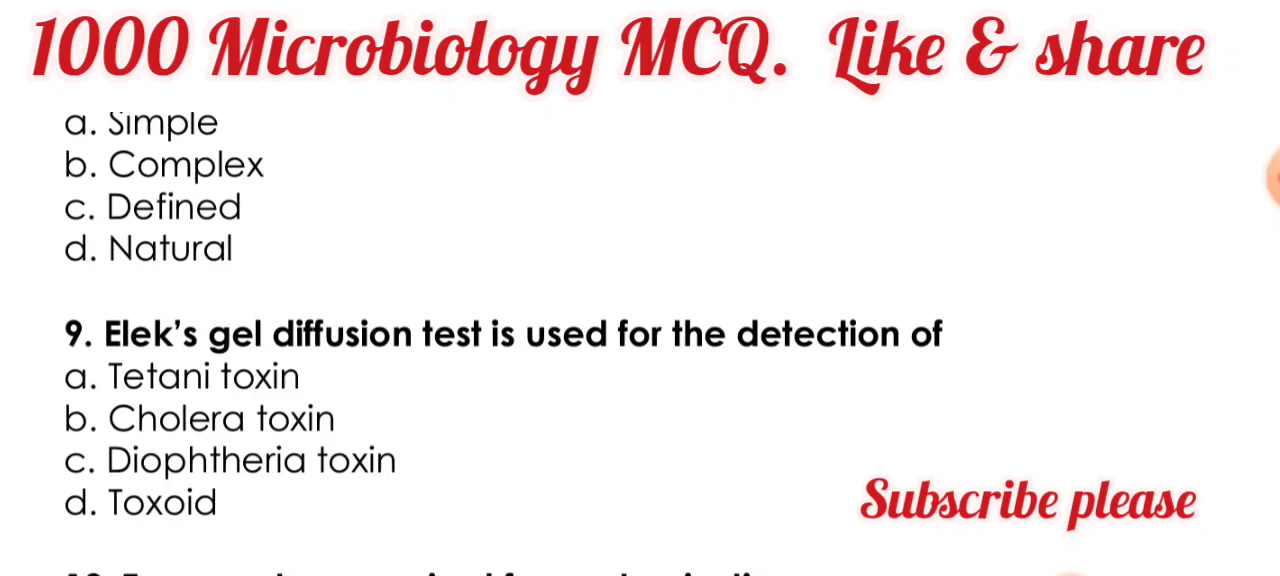 1000 Microbiology MCQ. Like & share
a. Simple
b. Complex
c. Defined
d. Natural
9. Elek’s gel diffusion test is used for the detection of
a. Tetani toxin
b. Cholera toxin
c. Diophtheria toxin
d. Toxoid
Subscribe please